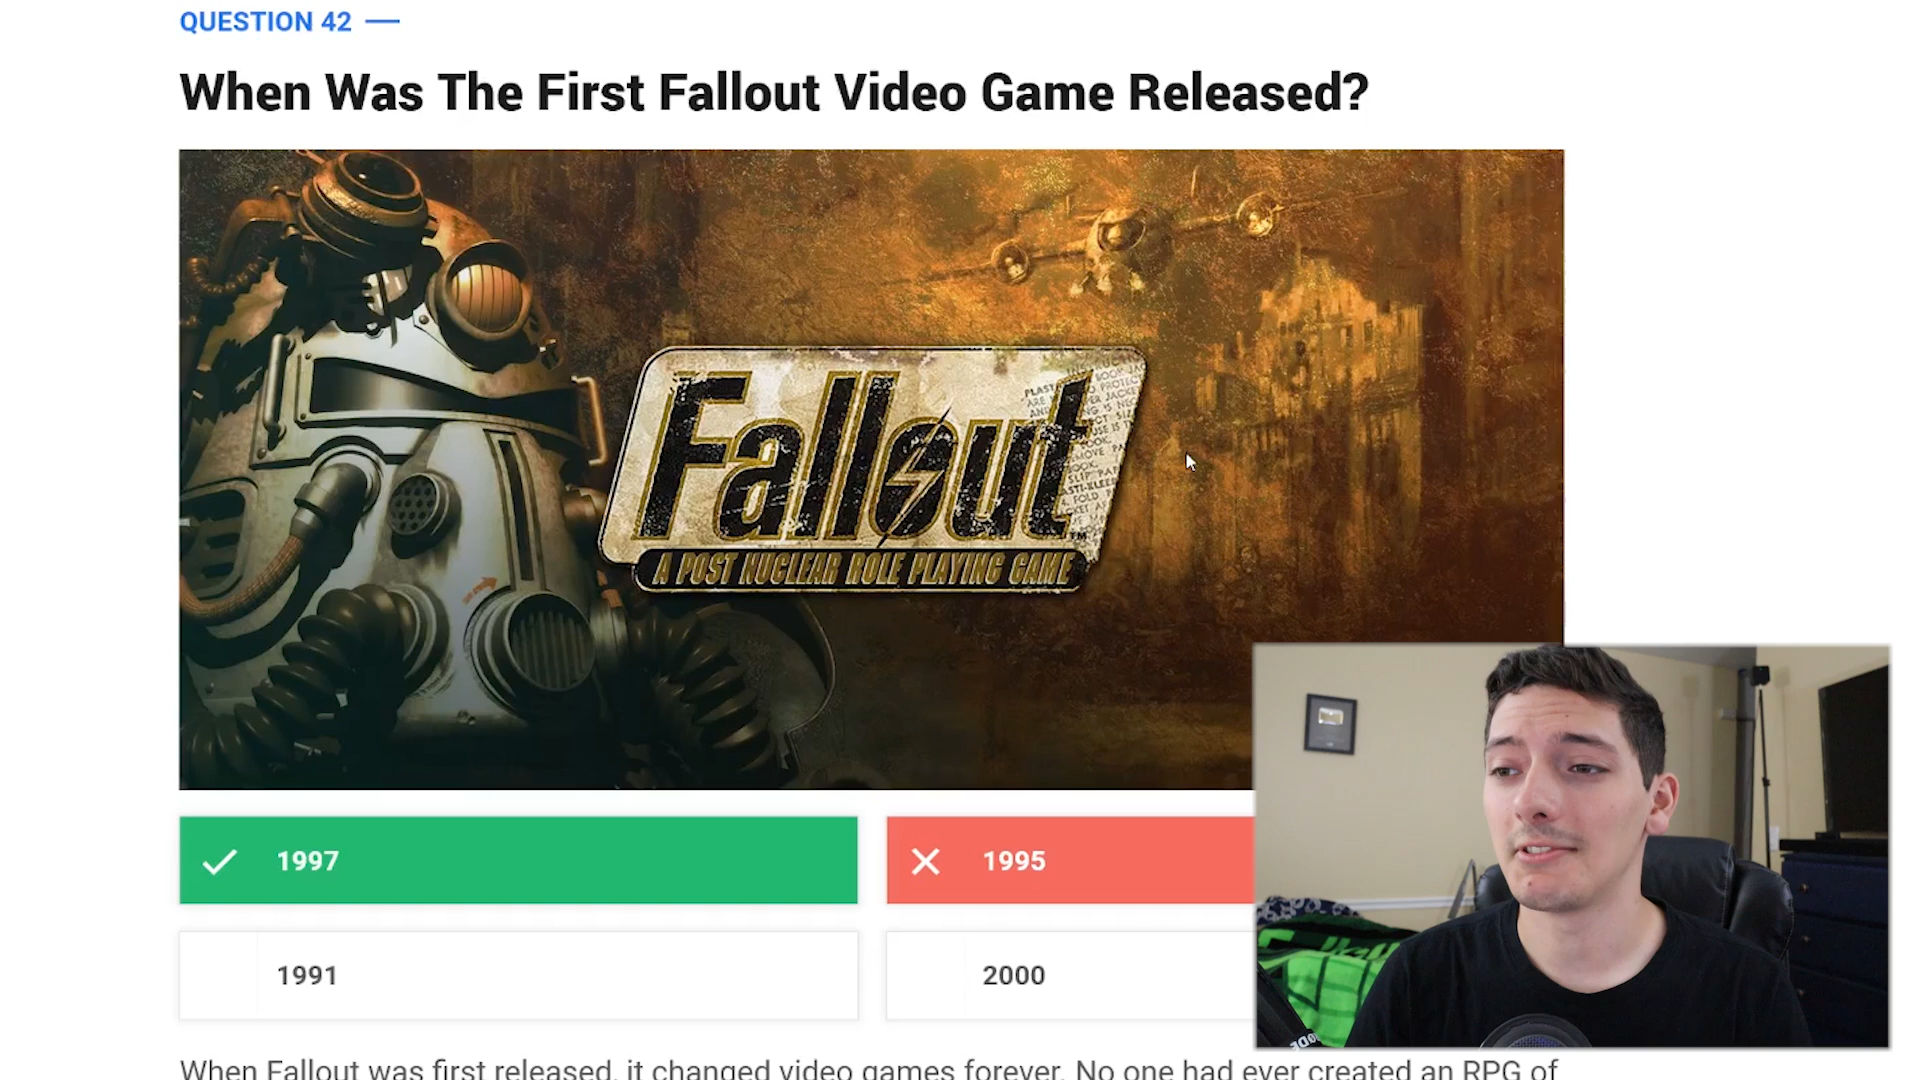 QUESTION 42
When Was The First Fallout Video Game Released?
Fallout
TM
A POST NUCLEAR ROLE PLAYING GAME
1997
1995
1991
2000
When Fallout was first released, it changed video games forever. No one had ever created an RPG of